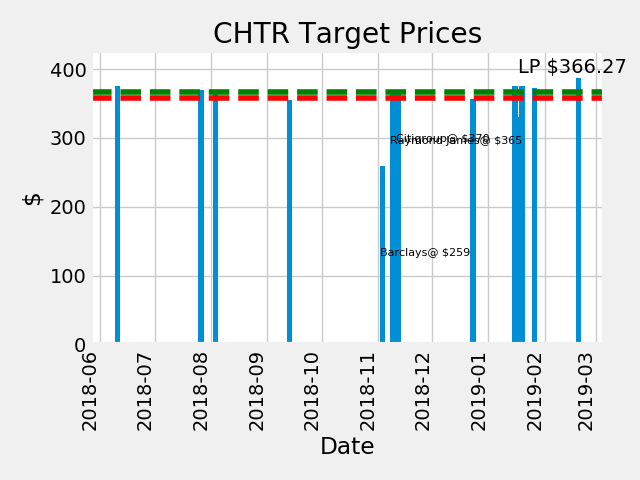 CHTR Target Prices
LP $366.27
400
300
200
100
0
$
Citigroup@ $370
Raymond James@ $365
Barclays@ $259
2018-06
2018-07
2018-08
2018-09
2018-10
2018-11
2018-12
2019-01
2019-02
2019-03
Date